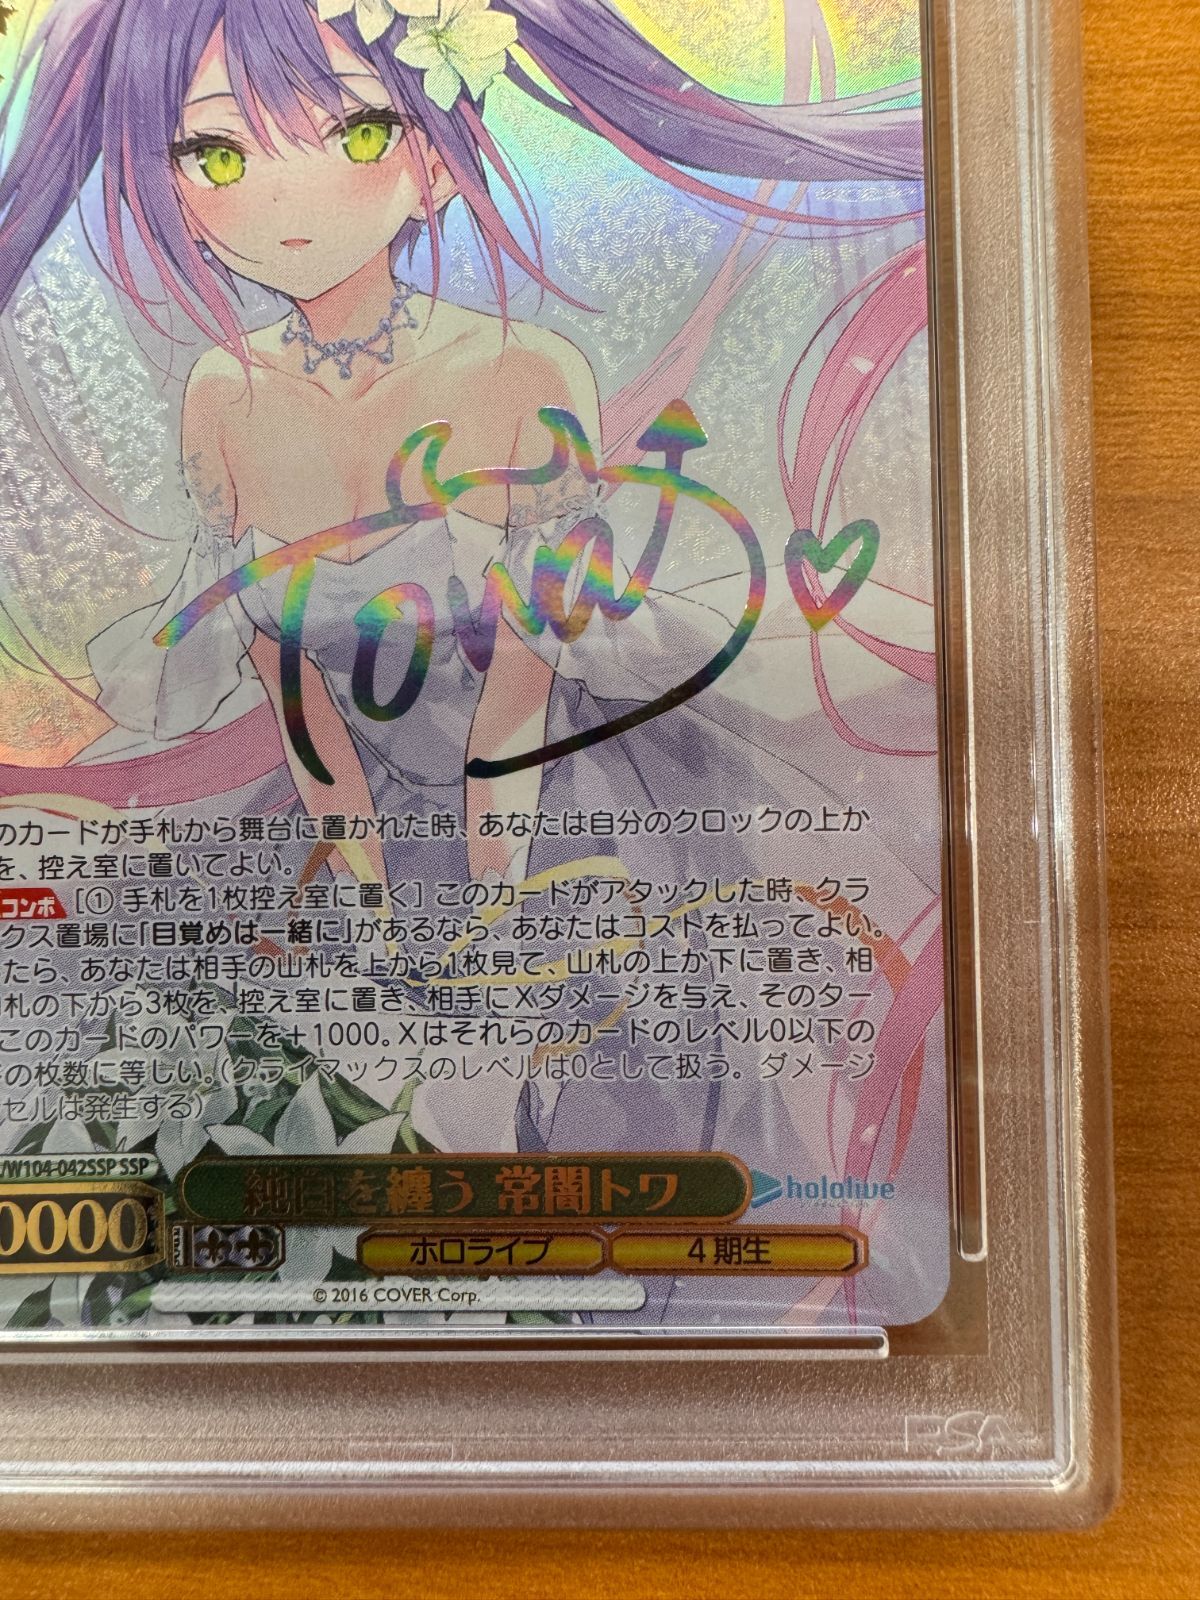 Towa
のカードが手札から舞台に置かれた時、あなたは自分のクロックの上か
を、控え室に置いてよい。
コンボ [① 手札を1枚控え室に置く] このカードがアタックした時、クラ
ックス置場に「目覚めは一緒に」があるなら、あなたはコストを払ってよい。
たら、あなたは相手の山札を上から1枚見て、山札の上か下に置き、相
札の下から3枚を、控え室に置き、相手にXダメージを与え、そのター
このカードのパワーを+1000。Xはそれらのカードのレベル0以下の
の枚数に等しい。(クライマックスのレベルは0として扱う。ダメージ
セルは発生する)
/W104-042SSP SSP
純白を纏う 常闇トワ
hololive
0000
ホロライブ
4期生
© 2016 COVER Corp.
PSA